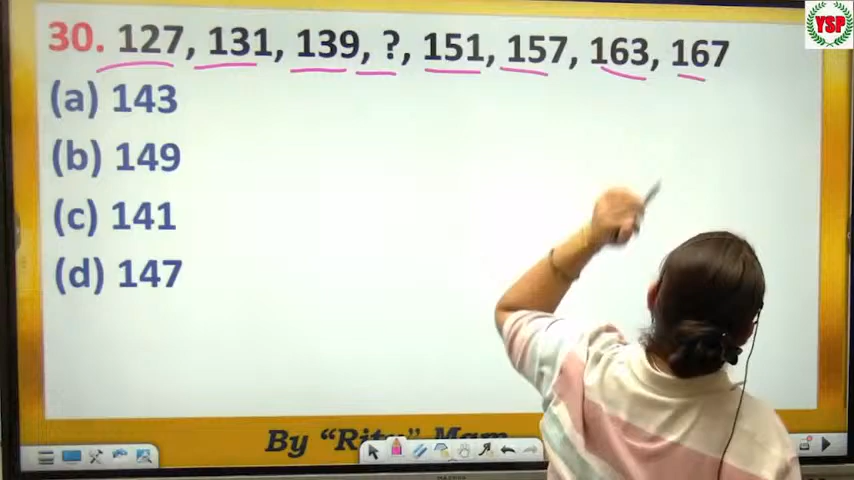 YSP
30. 127, 131, 139, ?, 151, 157, 163, 167
(a) 143
(b) 149
(c) 141
(d) 147
By "Ritu" Mam